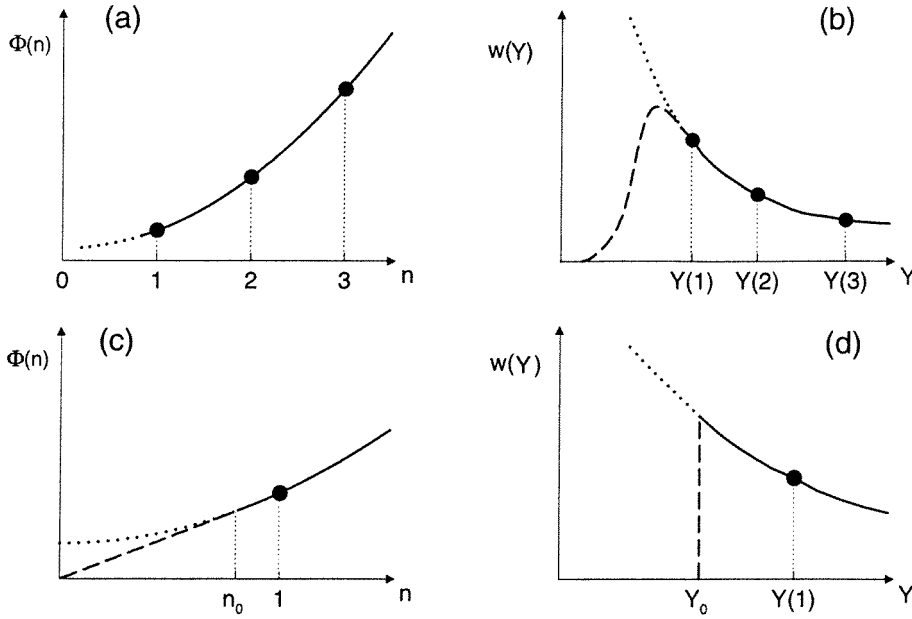 (a)
Φ(n)
0
1
2
3
n
(b)
w(Y)
Y(1)
Y(2)
Y(3)
Y
(c)
Φ(n)
n₀
1
n
(d)
w(Y)
Y₀
Y(1)
Y